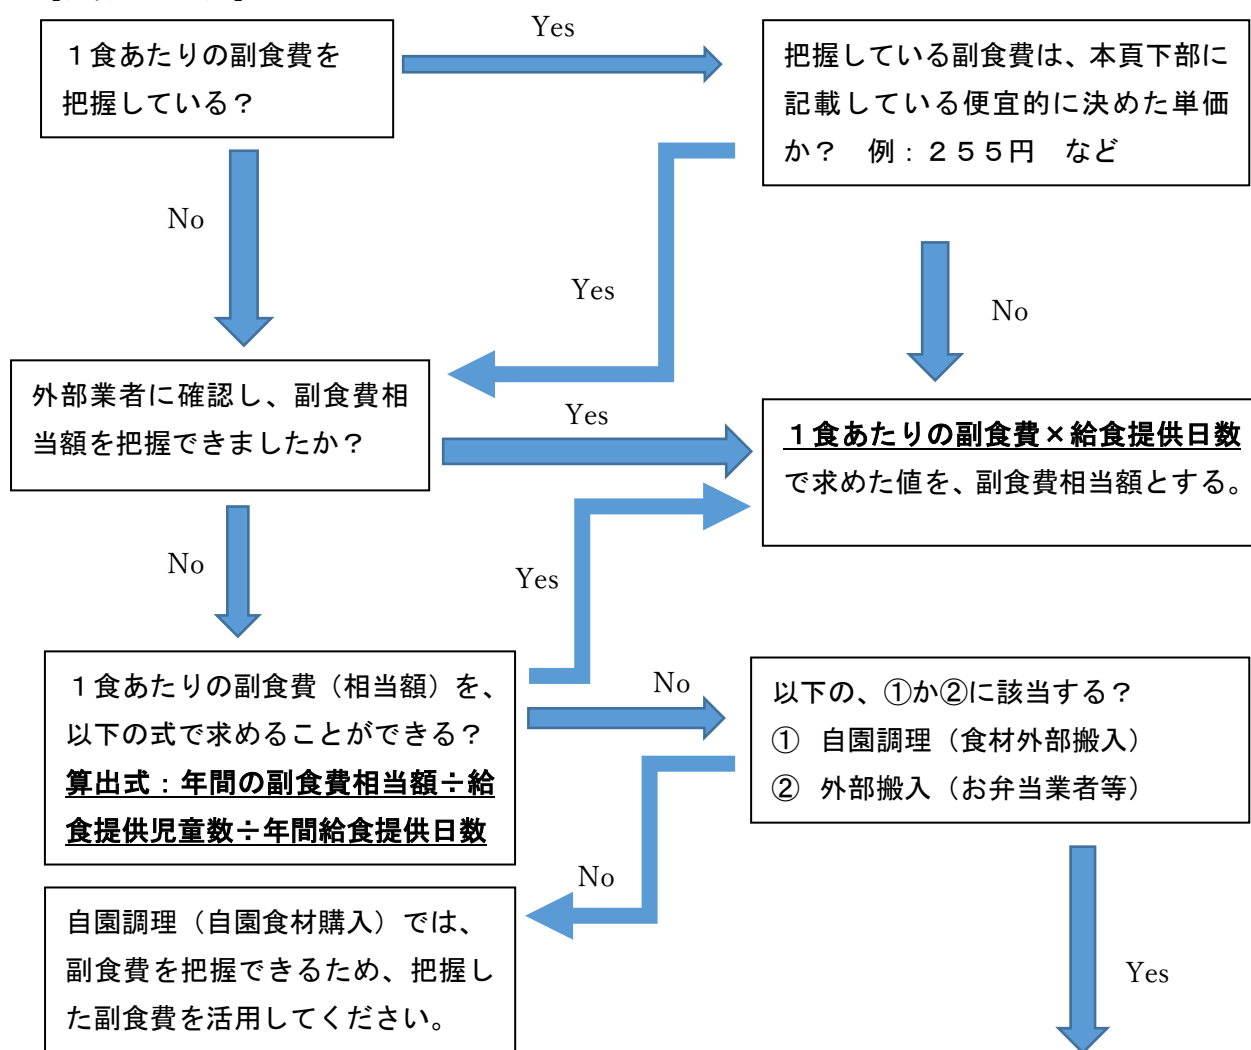 1食あたりの副食費を
把握している？
Yes
把握している副食費は、本頁下部に
記載している便宜的に決めた単価
か？　例：２５５円　など
No
Yes
No
外部業者に確認し、副食費相
当額を把握できましたか？
Yes
１食あたりの副食費×給食提供日数
で求めた値を、副食費相当額とする。
No
Yes
１食あたりの副食費（相当額）を、
以下の式で求めることができる？
算出式：年間の副食費相当額÷給
食提供児童数÷年間給食提供日数
No
以下の、①か②に該当する？
①　自園調理（食材外部搬入）
②　外部搬入（お弁当業者等）
No
自園調理（自園食材購入）では、
副食費を把握できるため、把握し
た副食費を活用してください。
Yes